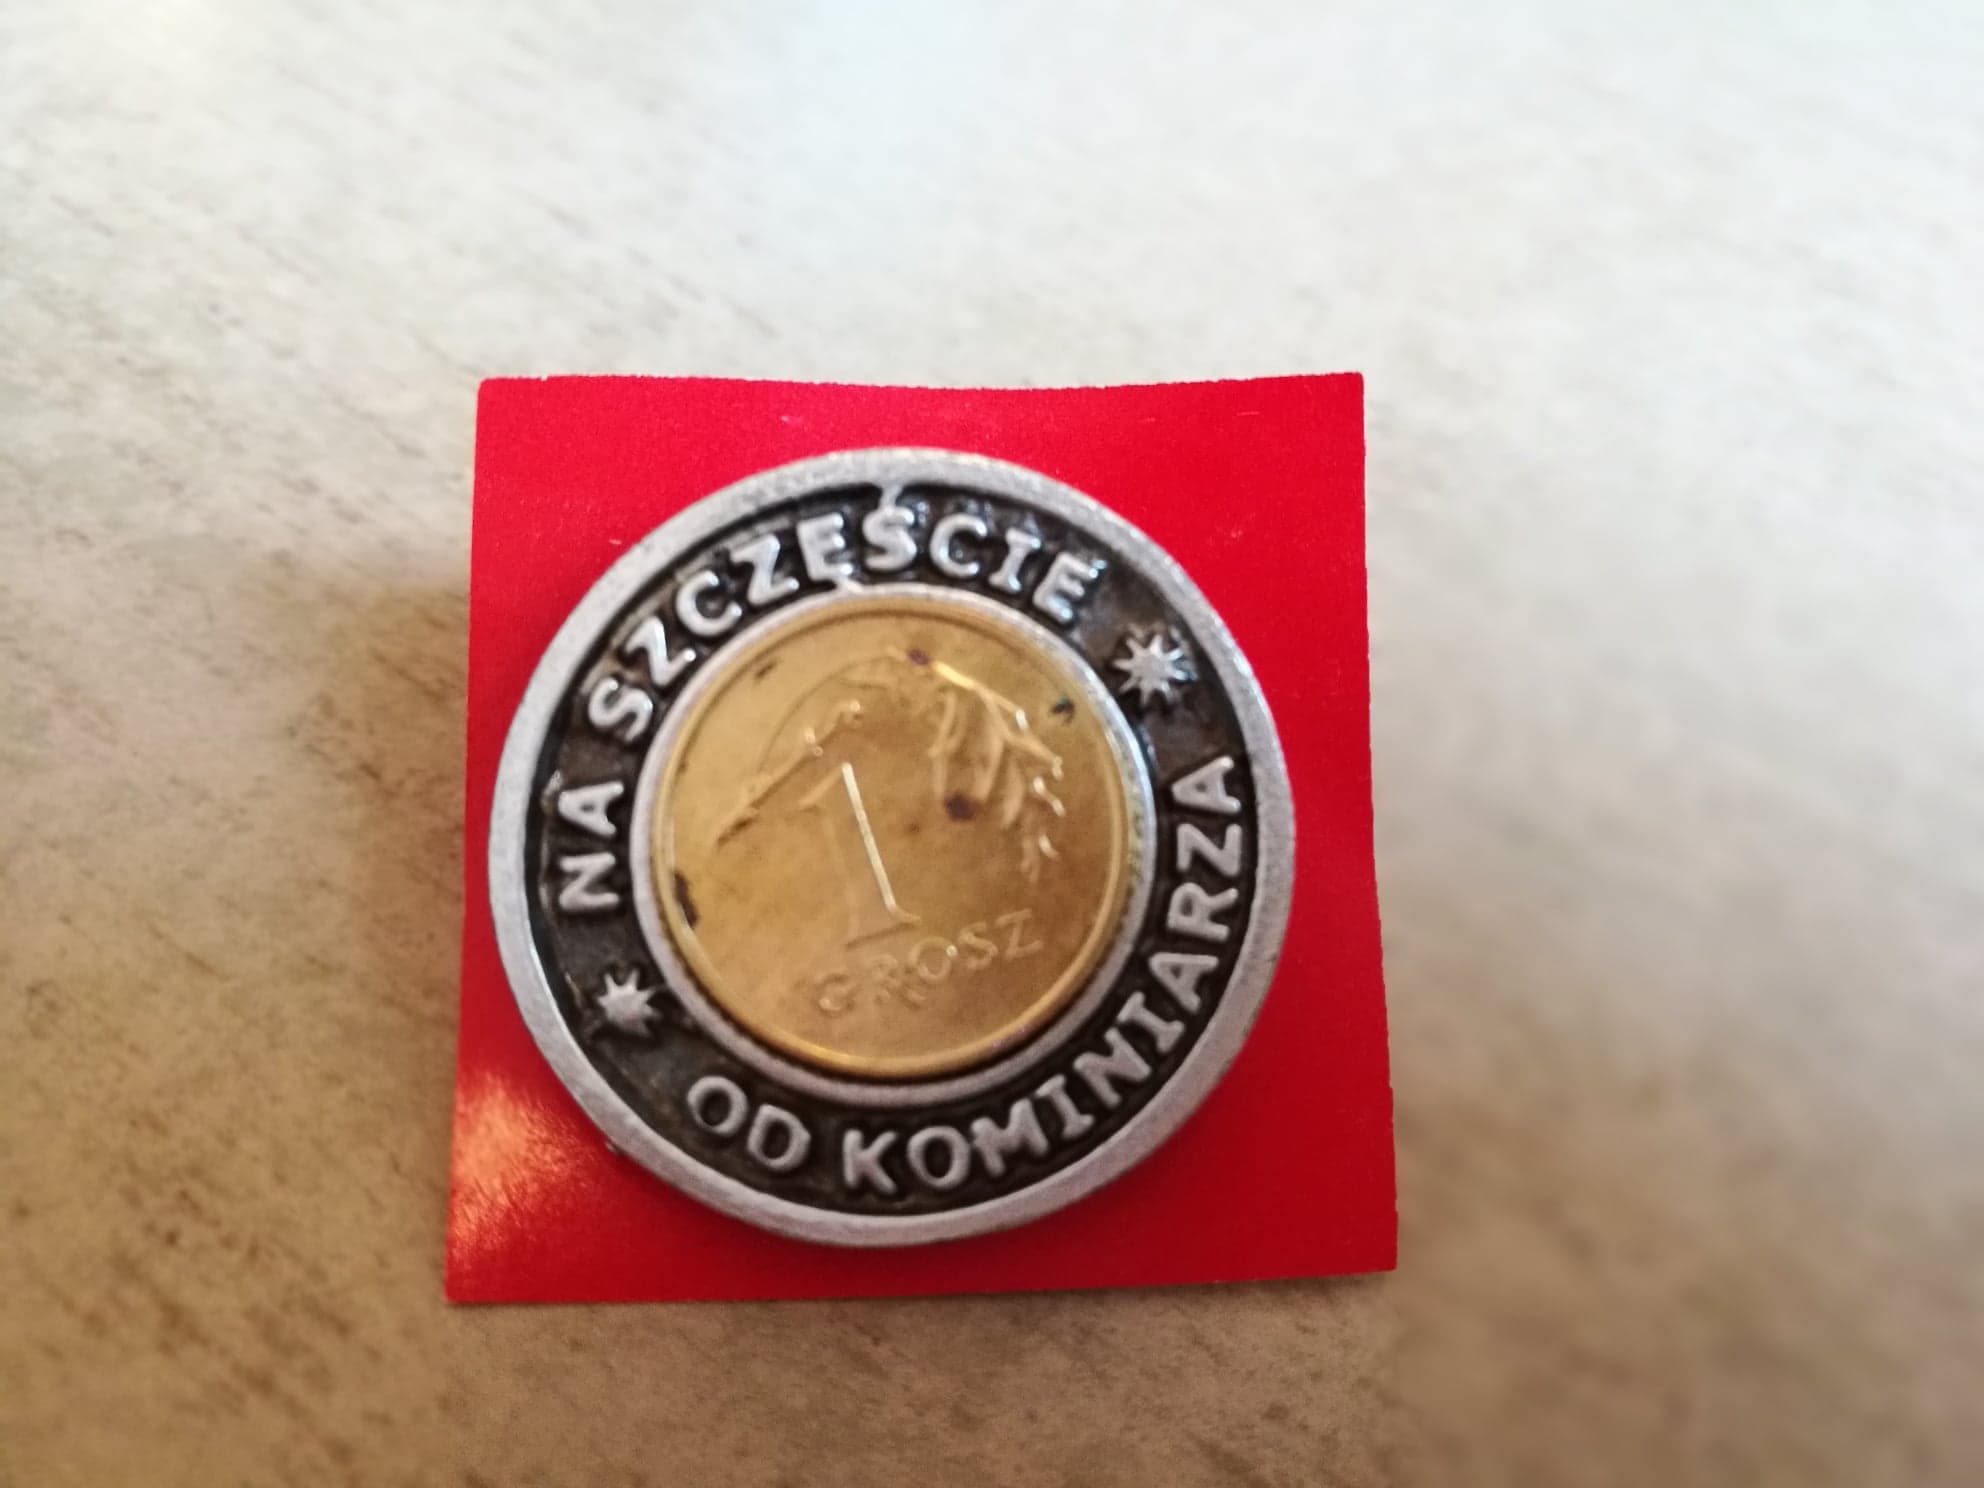 NA SZCZĘŚCIE
OD KOMINIARZA
1
GROSZ